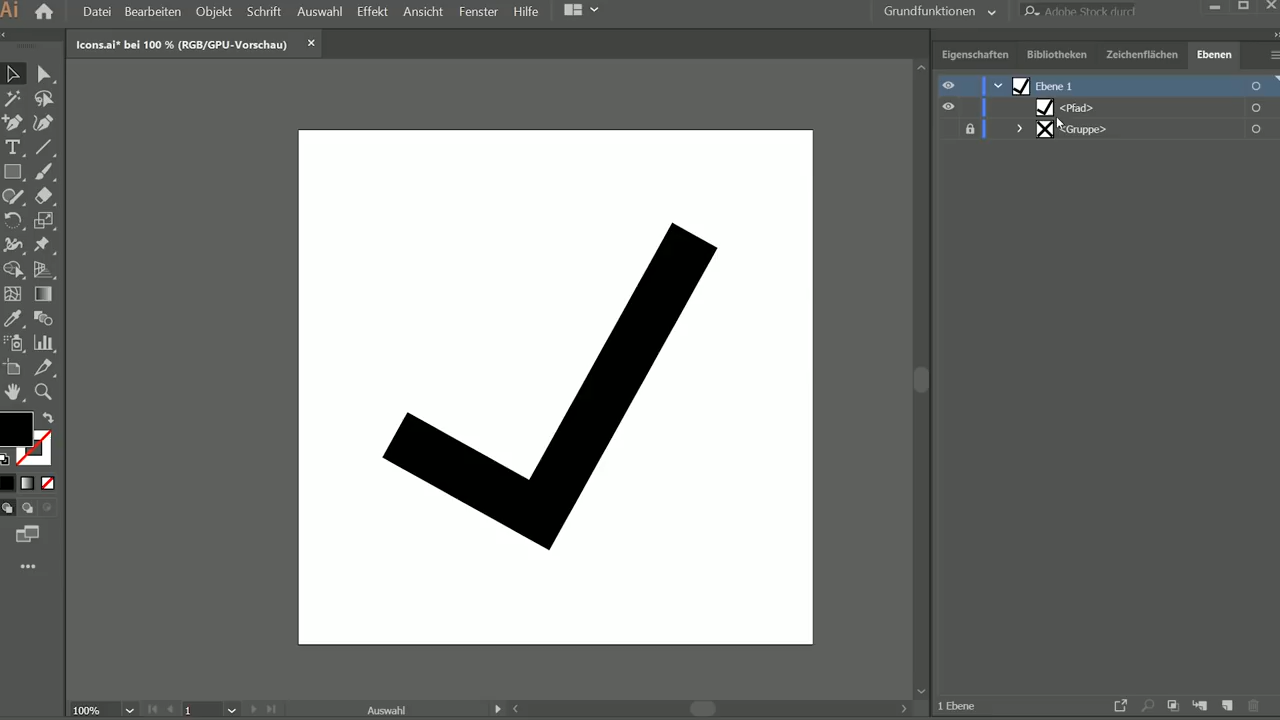 Ai Datei Bearbeiten Objekt Schrift Auswahl Effekt Ansicht Fenster Hilfe Grundfunktionen Adobe Stock durch
Icons.ai* bei 100 % (RGB/GPU-Vorschau)
Eigenschaften Bibliotheken Zeichenflächen Ebenen
Ebene 1
<Pfad>
<Gruppe>
100% 1 Auswahl
1 Ebene